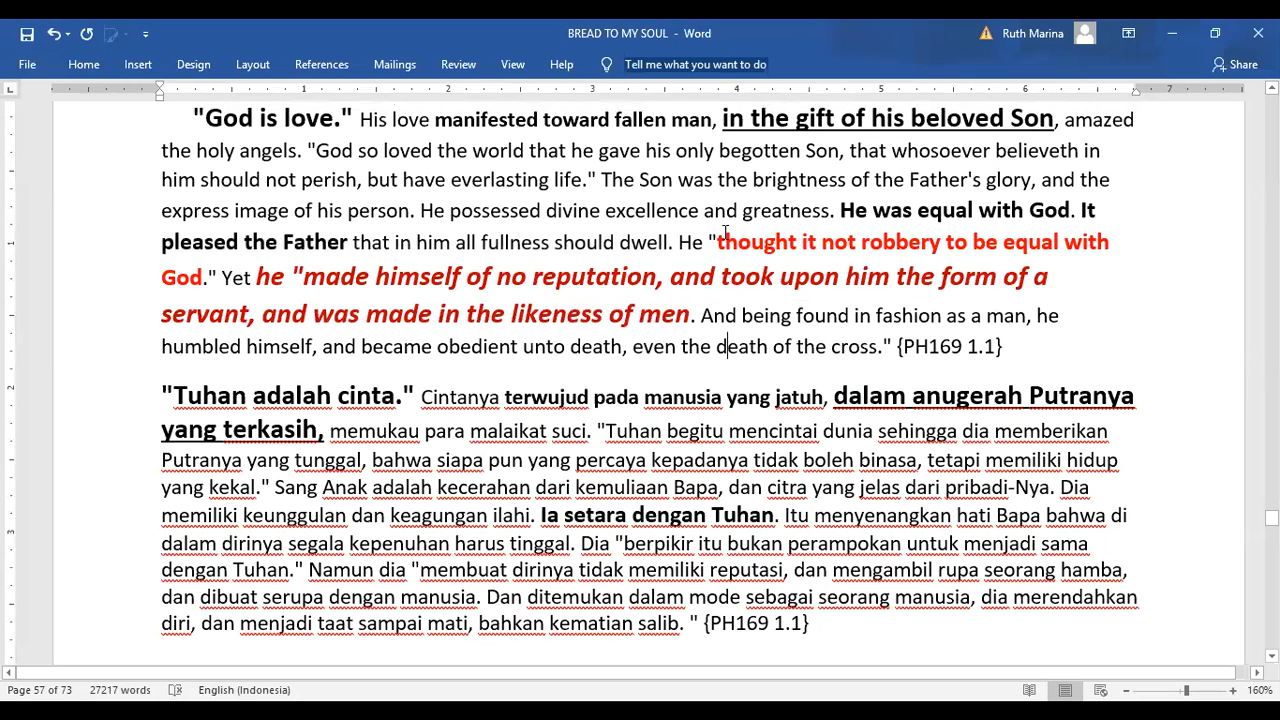 BREAD TO MY SOUL - Word
Ruth Marina
File Home Insert Design Layout References Mailings Review View Help Tell me what you want to do Share
1 2 3 4 5 6 7
"God is love." His love manifested toward fallen man, in the gift of his beloved Son, amazed
the holy angels. "God so loved the world that he gave his only begotten Son, that whosoever believeth in
him should not perish, but have everlasting life." The Son was the brightness of the Father's glory, and the
express image of his person. He possessed divine excellence and greatness. He was equal with God. It
pleased the Father that in him all fullness should dwell. He "thought it not robbery to be equal with
God." Yet he "made himself of no reputation, and took upon him the form of a
servant, and was made in the likeness of men. And being found in fashion as a man, he
humbled himself, and became obedient unto death, even the death of the cross." {PH169 1.1}
"Tuhan adalah cinta." Cintanya terwujud pada manusia yang jatuh, dalam anugerah Putranya
yang terkasih, memukau para malaikat suci. "Tuhan begitu mencintai dunia sehingga dia memberikan
Putranya yang tunggal, bahwa siapa pun yang percaya kepadanya tidak boleh binasa, tetapi memiliki hidup
yang kekal." Sang Anak adalah kecerahan dari kemuliaan Bapa, dan citra yang jelas dari pribadi-Nya. Dia
memiliki keunggulan dan keagungan ilahi. Ia setara dengan Tuhan. Itu menyenangkan hati Bapa bahwa di
dalam dirinya segala kepenuhan harus tinggal. Dia "berpikir itu bukan perampokan untuk menjadi sama
dengan Tuhan." Namun dia "membuat dirinya tidak memiliki reputasi, dan mengambil rupa seorang hamba,
dan dibuat serupa dengan manusia. Dan ditemukan dalam mode sebagai seorang manusia, dia merendahkan
diri, dan menjadi taat sampai mati, bahkan kematian salib. " {PH169 1.1}
1
2
3
Page 57 of 73 27217 words English (Indonesia) 160%